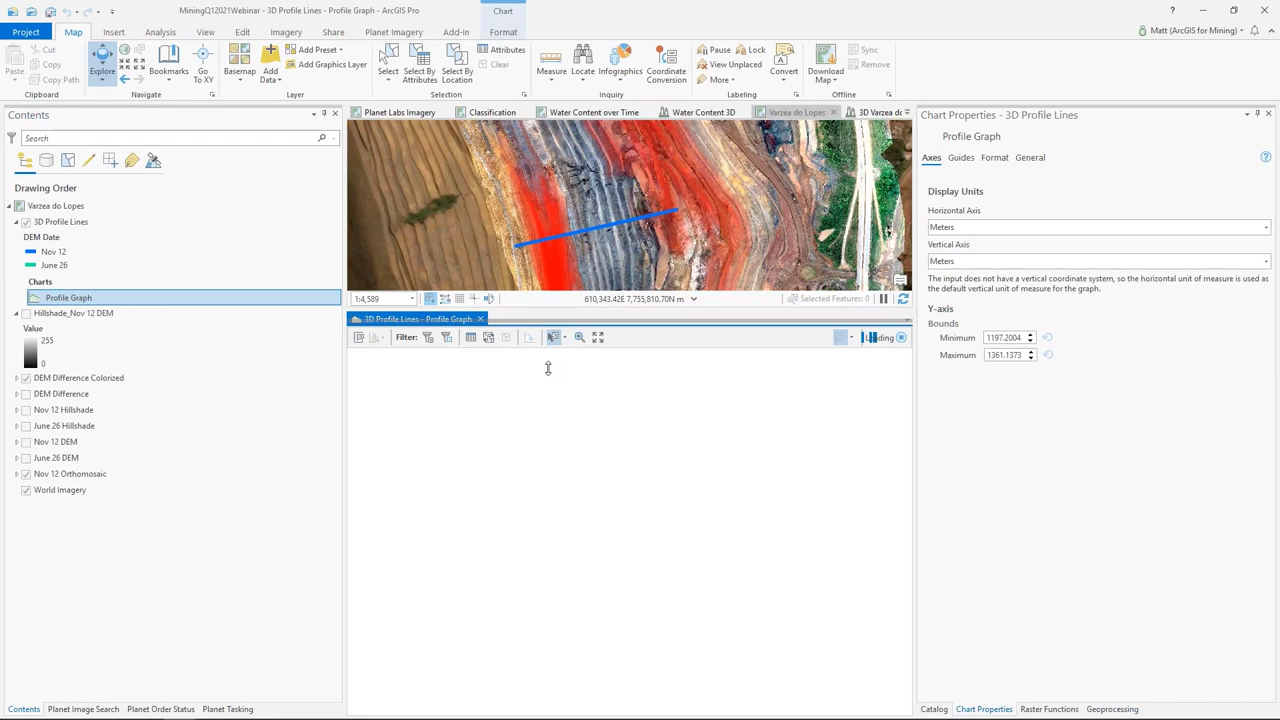 MiningQ12021Webinar - 3D Profile Lines - Profile Graph - ArcGIS Pro
Chart
?
Project
Map
Insert
Analysis
View
Edit
Imagery
Share
Planet Imagery
Add-In
Format
Matt (ArcGIS for Mining)
Paste
Cut
Copy
Copy Path
Clipboard
Explore
Bookmarks
Go To XY
Navigate
Basemap
Add Data
Add Preset
Add Graphics Layer
Layer
Select
Select By Attributes
Select By Location
Attributes
Clear
Selection
Measure
Locate
Infographics
Coordinate Conversion
Inquiry
Pause
Lock
View Unplaced
More
Convert
Labeling
Download Map
Sync
Remove
Offline
Contents
Search
Drawing Order
Varzea do Lopes
3D Profile Lines
DEM Date
Nov 12
June 26
Charts
Profile Graph
Hillshade_Nov 12 DEM
Value
255
0
DEM Difference Colorized
DEM Difference
Nov 12 Hillshade
June 26 Hillshade
Nov 12 DEM
June 26 DEM
Nov 12 Orthomosaic
World Imagery
Contents
Planet Image Search
Planet Order Status
Planet Tasking
Planet Labs Imagery
Classification
Water Content over Time
Water Content 3D
Varzea do Lopes
3D Varzea do
1:4,589
610,343.42E 7,755,810.70N m
Selected Features: 0
3D Profile Lines - Profile Graph
Filter:
Chart Properties - 3D Profile Lines
Profile Graph
Axes
Guides
Format
General
?
Display Units
Horizontal Axis
Meters
Vertical Axis
Meters
The input does not have a vertical coordinate system, so the horizontal unit of measure is used as
the default vertical unit of measure for the graph.
Y-axis
Bounds
Minimum 1197.2004
Maximum 1361.1373
Catalog
Chart Properties
Raster Functions
Geoprocessing